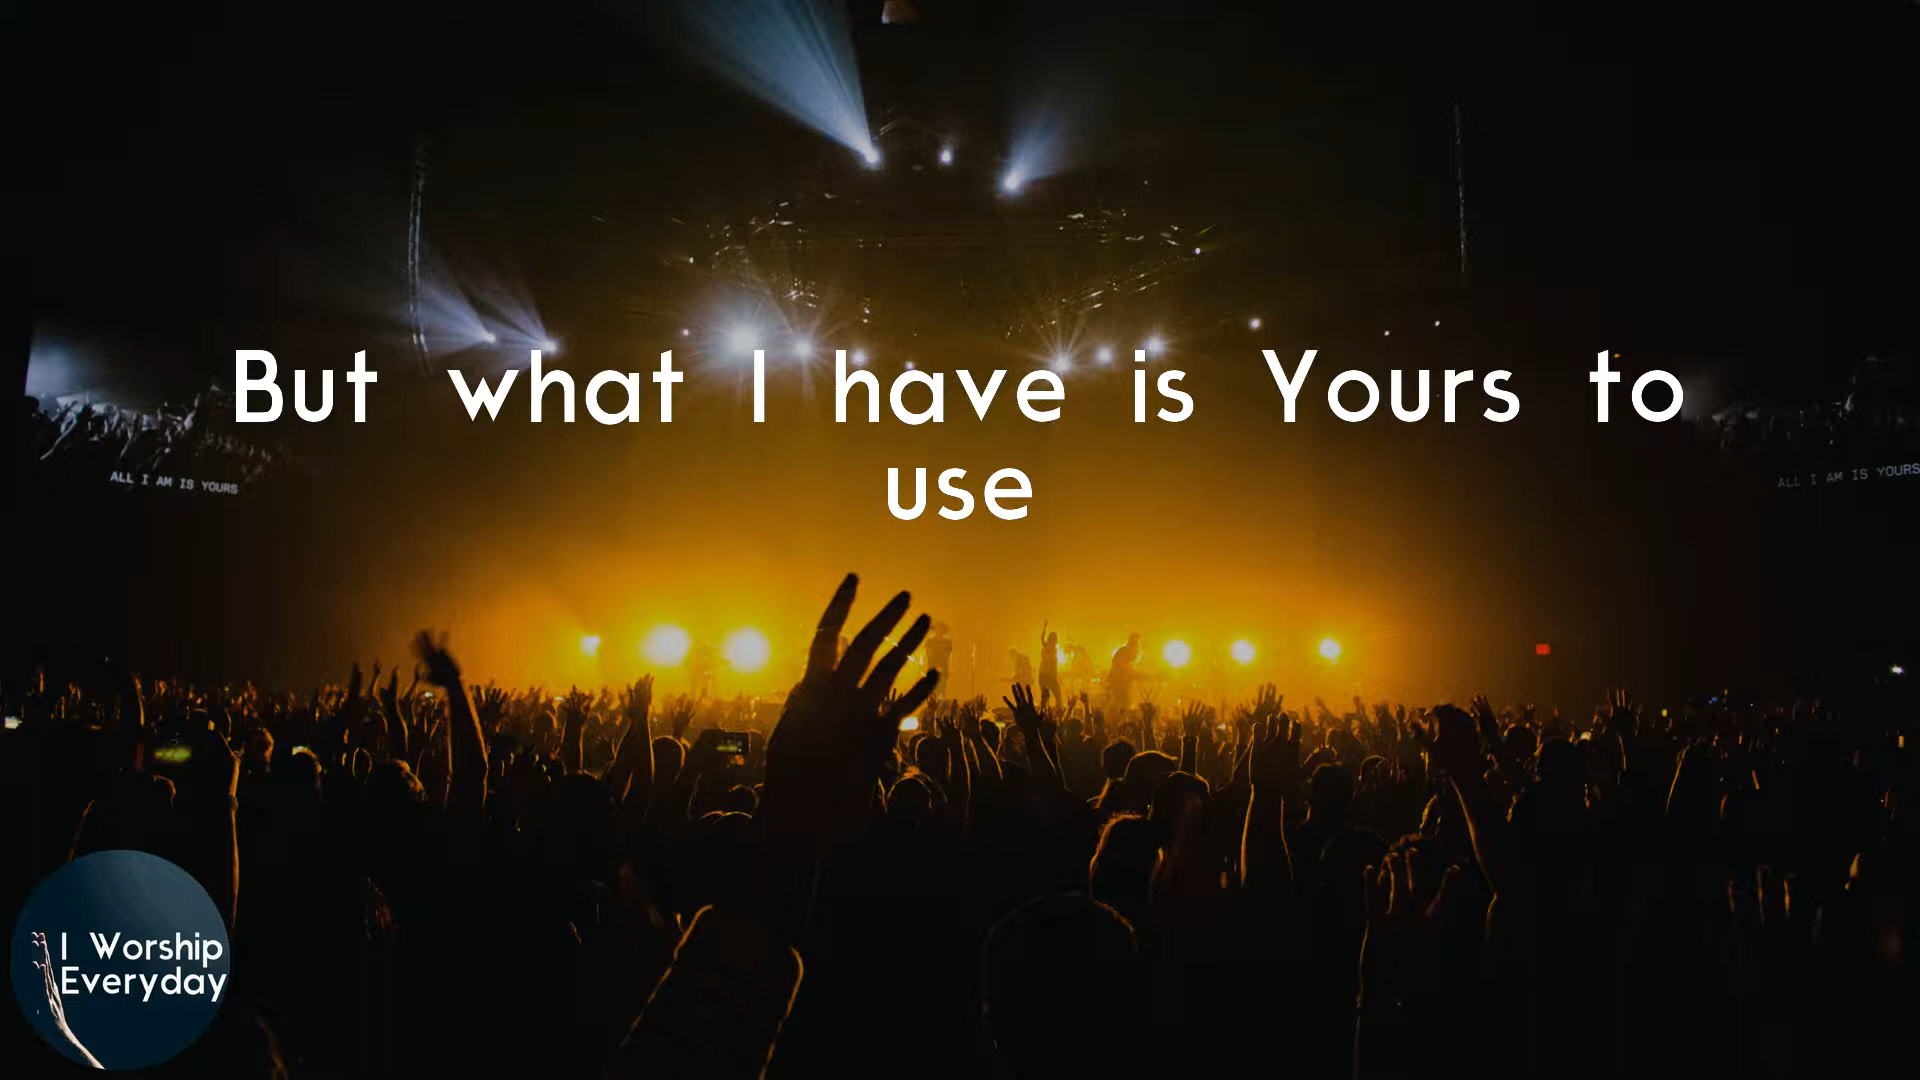 But what I have is Yours to
use
ALL I AM IS YOURS
ALL I AM IS YOURS
I Worship
Everyday